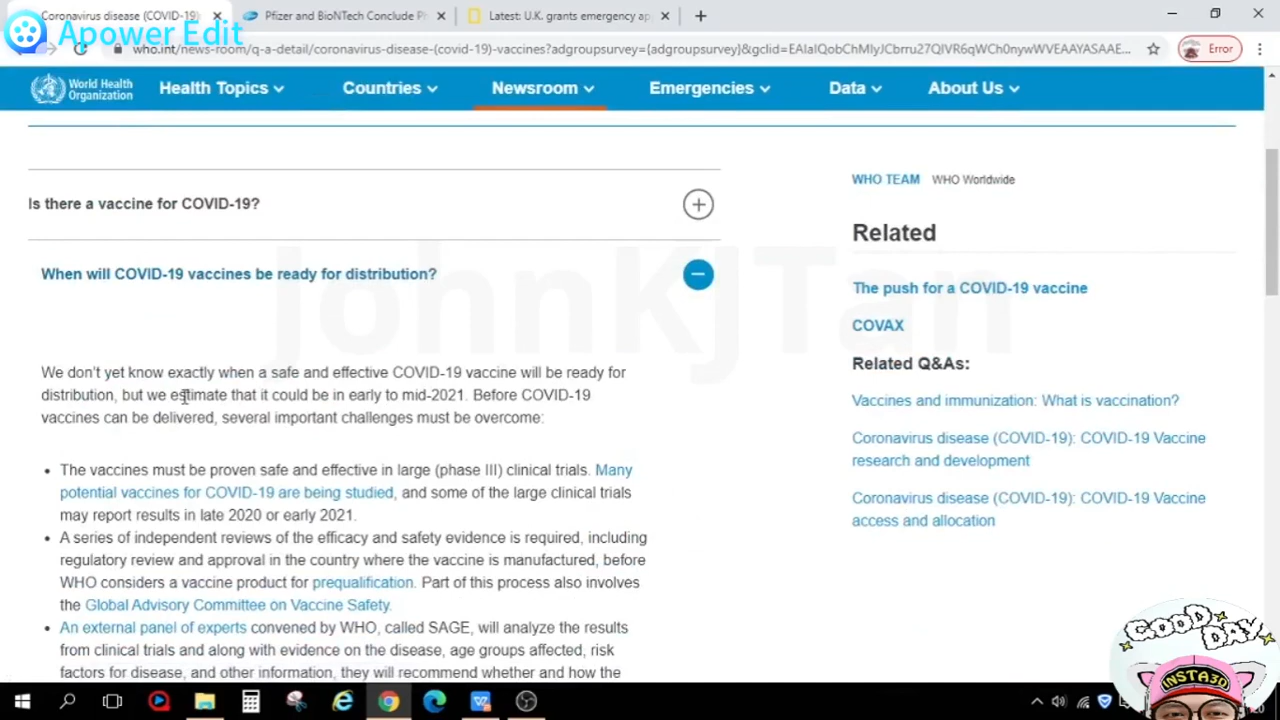 Coronavirus disease (COVID-19)
Pfizer and BioNTech Conclude Ph
Latest: U.K. grants emergency ap
Apower Edit
who.int/news-room/q-a-detail/coronavirus-disease-(covid-19)-vaccines?adgroupsurvey={adgroupsurvey}&gclid=
Error
World Health
Organization
Health Topics
Countries
Newsroom
Emergencies
Data
About Us
Is there a vaccine for COVID-19?
When will COVID-19 vaccines be ready for distribution?
JohnKJTan
We don't yet know exactly when a safe and effective COVID-19 vaccine will be ready for
distribution, but we estimate that it could be in early to mid-2021. Before COVID-19
vaccines can be delivered, several important challenges must be overcome:
The vaccines must be proven safe and effective in large (phase III) clinical trials. Many
potential vaccines for COVID-19 are being studied, and some of the large clinical trials
may report results in late 2020 or early 2021.
A series of independent reviews of the efficacy and safety evidence is required, including
regulatory review and approval in the country where the vaccine is manufactured, before
WHO considers a vaccine product for prequalification. Part of this process also involves
the Global Advisory Committee on Vaccine Safety.
An external panel of experts convened by WHO, called SAGE, will analyze the results
from clinical trials and along with evidence on the disease, age groups affected, risk
factors for disease, and other information, they will recommend whether and how the
WHO TEAM WHO Worldwide
Related
The push for a COVID-19 vaccine
COVAX
Related Q&As:
Vaccines and immunization: What is vaccination?
Coronavirus disease (COVID-19): COVID-19 Vaccine
research and development
Coronavirus disease (COVID-19): COVID-19 Vaccine
access and allocation
GOOD
DAY
INSTA30